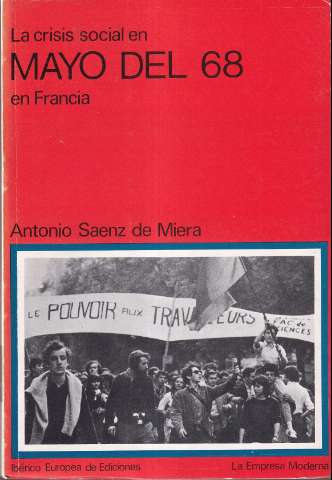 La crisis social en
MAYO DEL 68
en Francia
Antonio Saenz de Miera
LE POUVOIR AUX TRAVAILLEURS
FAC de
SCIENCES
Ibérico Europea de Ediciones
La Empresa Moderna